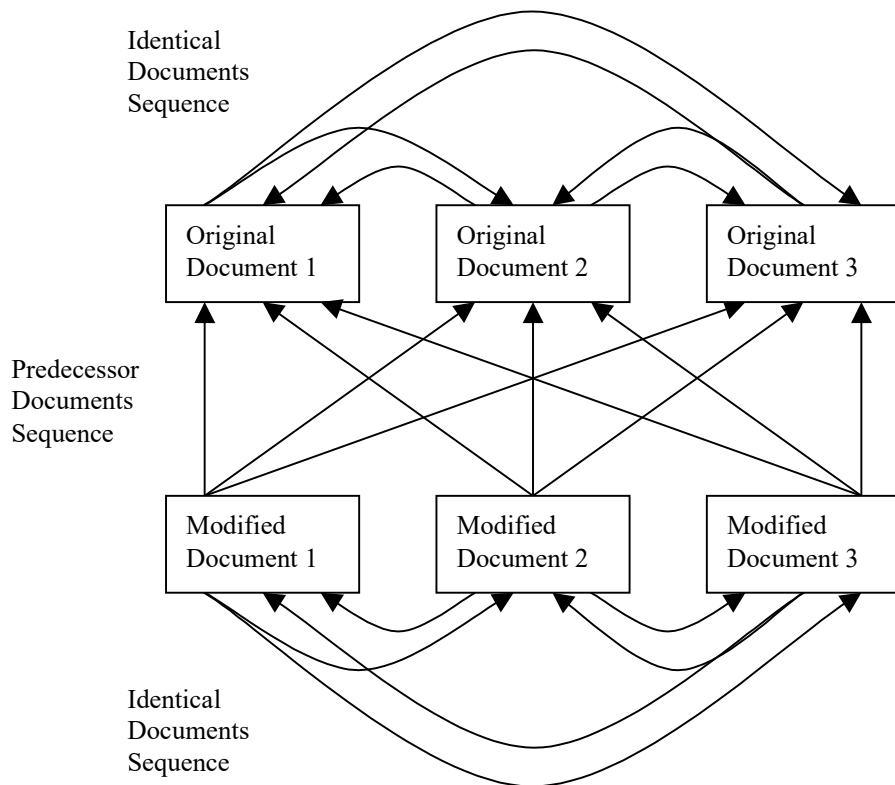 Identical
Documents
Sequence
Original
Document 1
Original
Document 2
Original
Document 3
Predecessor
Documents
Sequence
Modified
Document 1
Modified
Document 2
Modified
Document 3
Identical
Documents
Sequence